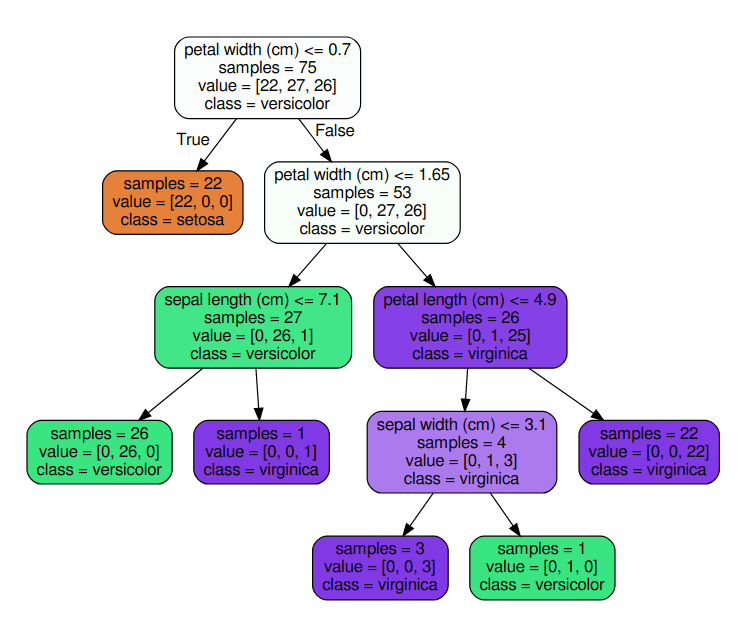 petal width (cm) <= 0.7
samples = 75
value = [22, 27, 26]
class = versicolor
True
False
samples = 22
value = [22, 0, 0]
class = setosa
petal width (cm) <= 1.65
samples = 53
value = [0, 27, 26]
class = versicolor
sepal length (cm) <= 7.1
samples = 27
value = [0, 26, 1]
class = versicolor
petal length (cm) <= 4.9
samples = 26
value = [0, 1, 25]
class = virginica
samples = 26
value = [0, 26, 0]
class = versicolor
samples = 1
value = [0, 0, 1]
class = virginica
sepal width (cm) <= 3.1
samples = 4
value = [0, 1, 3]
class = virginica
samples = 22
value = [0, 0, 22]
class = virginica
samples = 3
value = [0, 0, 3]
class = virginica
samples = 1
value = [0, 1, 0]
class = versicolor